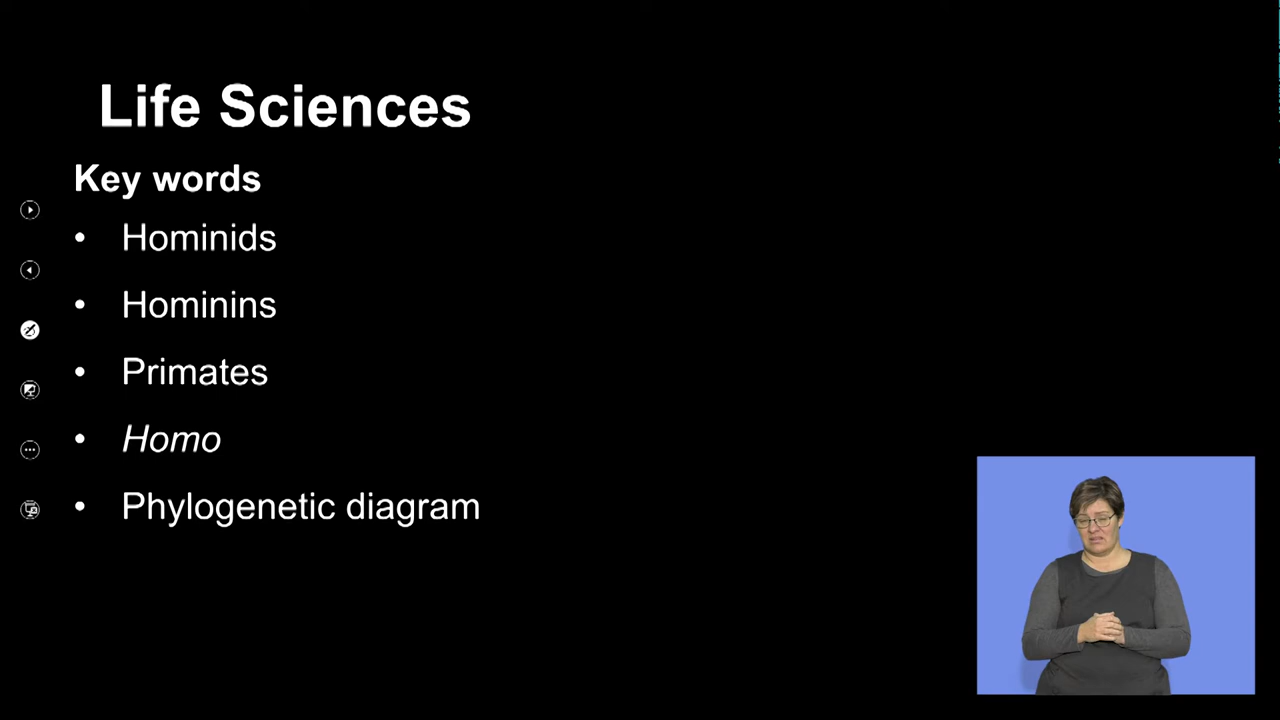 Life Sciences
Key words
• Hominids
• Hominins
• Primates
• Homo
• Phylogenetic diagram